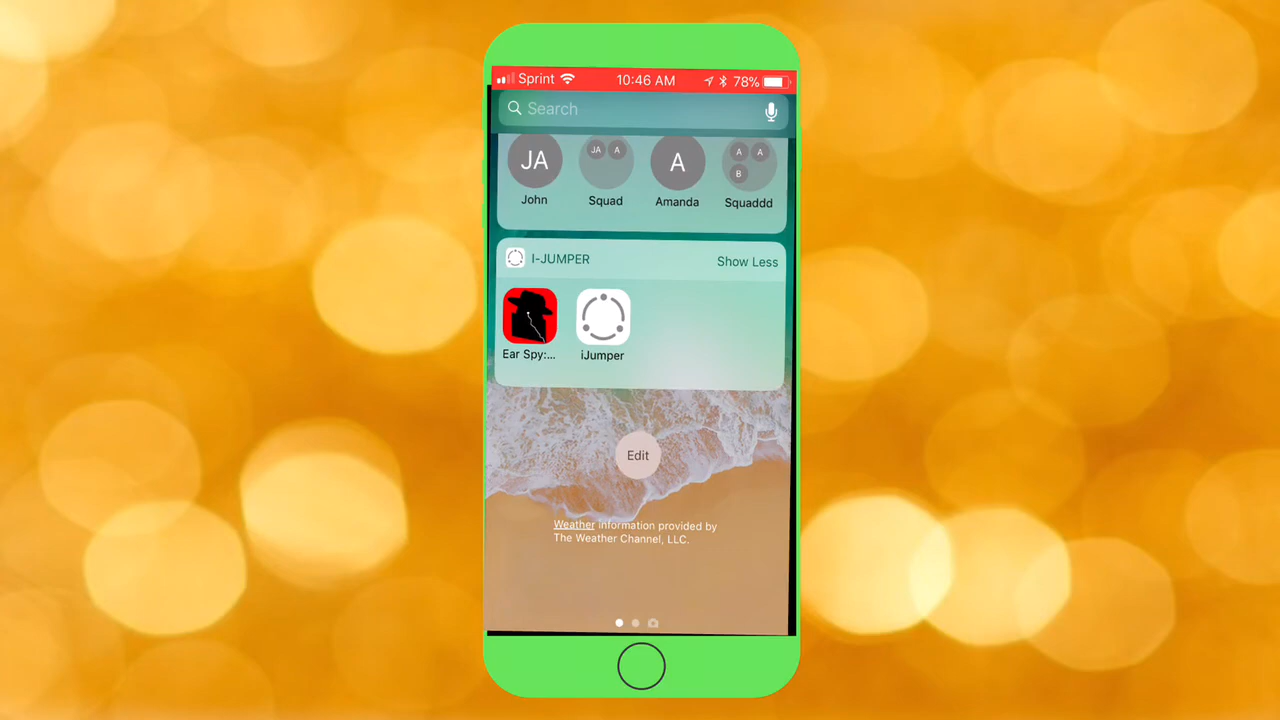 Sprint 10:46 AM 78%
Search
JA JA A A A A B
John Squad Amanda Squaddd
I-JUMPER Show Less
Ear Spy:... iJumper
Edit
Weather information provided by
The Weather Channel, LLC.